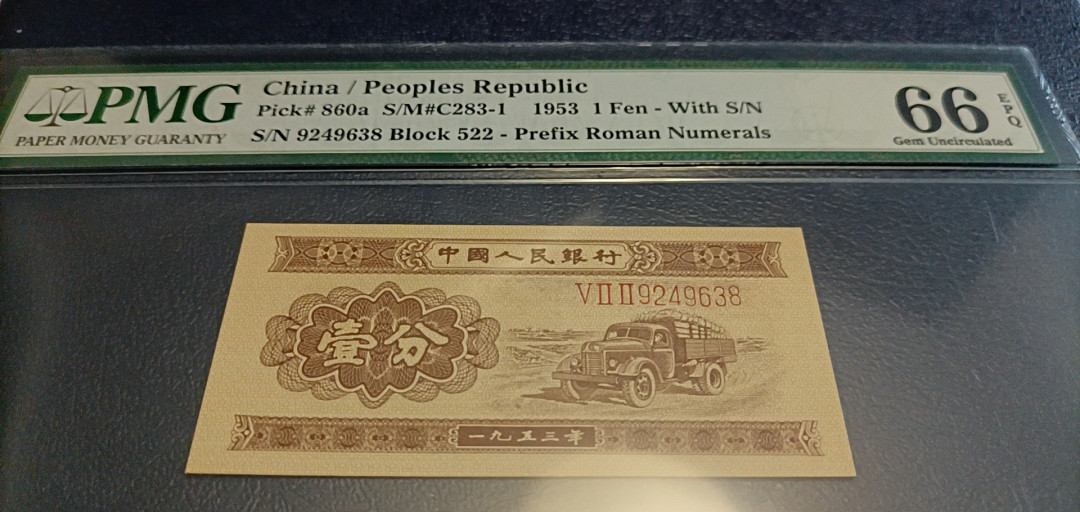 PMG
PAPER MONEY GUARANTY
China / Peoples Republic
Pick# 860a S/M#C283-1 1953 1 Fen - With S/N
S/N 9249638 Block 522 - Prefix Roman Numerals
66
EPQ
Gem Uncirculated
中國人民銀行
VIIII9249638
壹分
一九五三年